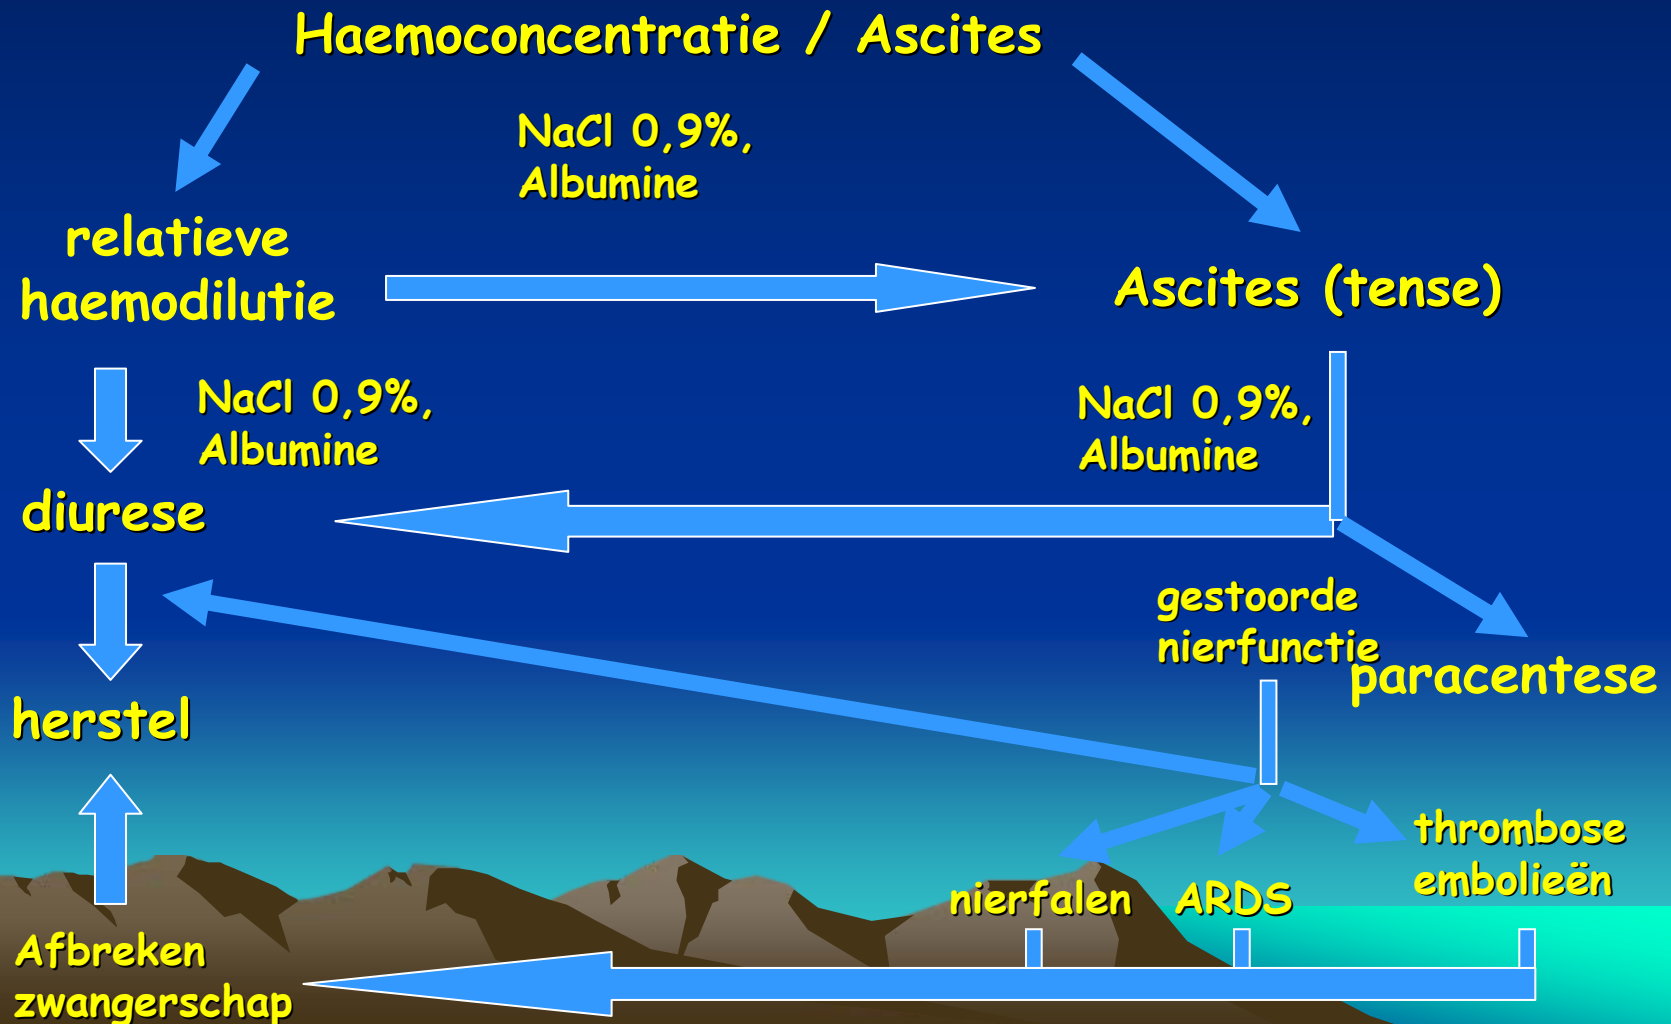 Haemoconcentratie / Ascites
NaCl 0,9%,
Albumine
relatieve
haemodilutie
Ascites (tense)
NaCl 0,9%,
Albumine
NaCl 0,9%,
Albumine
diurese
gestoorde
nierfunctie
paracentese
herstel
thrombose
embolieën
nierfalen
ARDS
Afbreken
zwangerschap